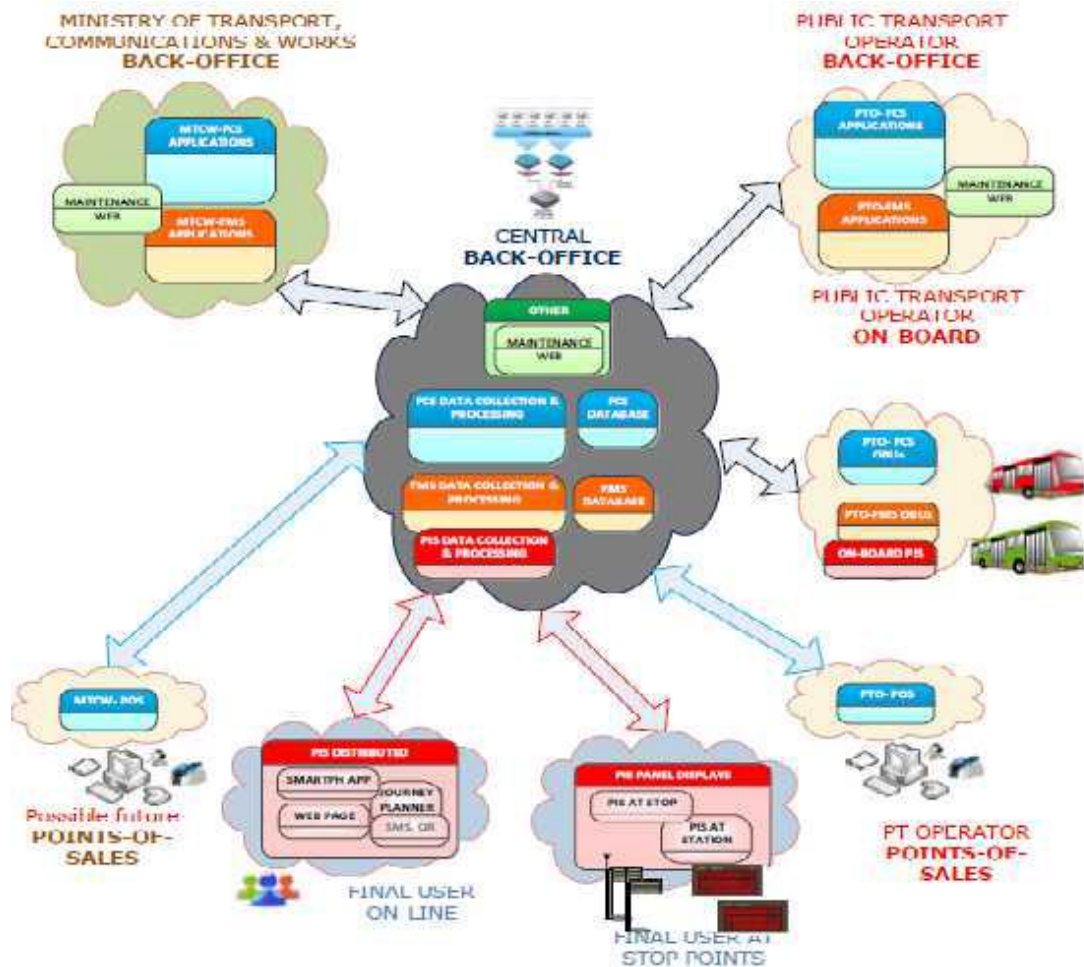 MINISTRY OF TRANSPORT,
COMMUNICATIONS & WORKS
BACK-OFFICE
MTCW-FCS
APPLICATIONS
MAINTENANCE
WEB
MTCW-FMS
APPLICATIONS
CENTRAL
BACK-OFFICE
PUBLIC TRANSPORT
OPERATOR
BACK-OFFICE
PTO- FCS
APPLICATIONS
MAINTENANCE
WEB
PTO-FMS
APPLICATIONS
PUBLIC TRANSPORT
OPERATOR
ON BOARD
OTHER
MAINTENANCE
WEB
FCS DATA COLLECTION &
PROCESSING
FCS
DATABASE
FMS DATA COLLECTION &
PROCESSING
FMS
DATABASE
PIS DATA COLLECTION
& PROCESSING
PTO- FCS
PTO-FMS OBUs
ON-BOARD PIS
MTCW- POS
Possible future
POINTS-OF-
SALES
PIS DISTRIBUTED
SMARTPH APP
JOURNEY
PLANNER
WEB PAGE
SMS, QR
FINAL USER
ON LINE
PIS PANEL DISPLAYS
PIS AT STOP
PIS AT
STATION
FINAL USER AT
STOP POINTS
PTO- POS
PT OPERATOR
POINTS-OF-
SALES